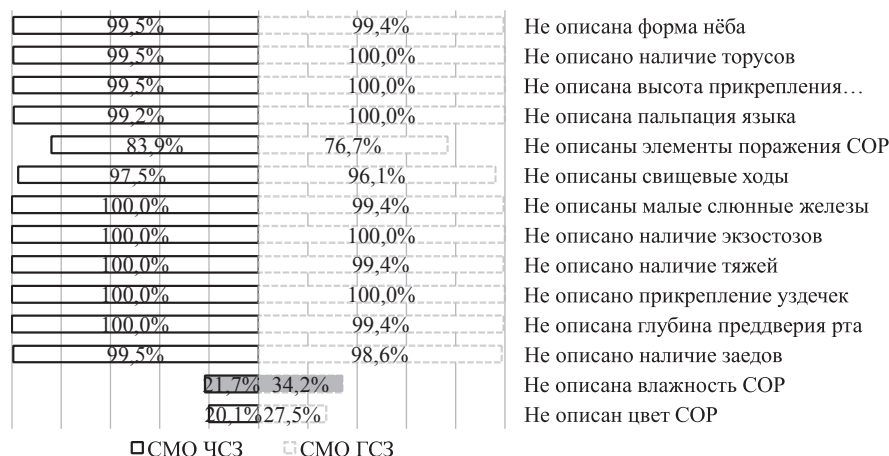 99,5% 99,4% Не описана форма нёба
99,5% 100,0% Не описано наличие торусов
99,5% 100,0% Не описана высота прикрепления…
99,2% 100,0% Не описана пальпация языка
83,9% 76,7% Не описаны элементы поражения СОР
97,5% 96,1% Не описаны свищевые ходы
100,0% 99,4% Не описаны малые слюнные железы
100,0% 100,0% Не описано наличие экзостозов
100,0% 99,4% Не описано наличие тяжей
100,0% 100,0% Не описано прикрепление уздечек
100,0% 99,4% Не описана глубина преддверия рта
99,5% 98,6% Не описано наличие заедов
21,7% 34,2% Не описана влажность СОР
20,1% 27,5% Не описан цвет СОР
СМО ЧСЗ СМО ГСЗ